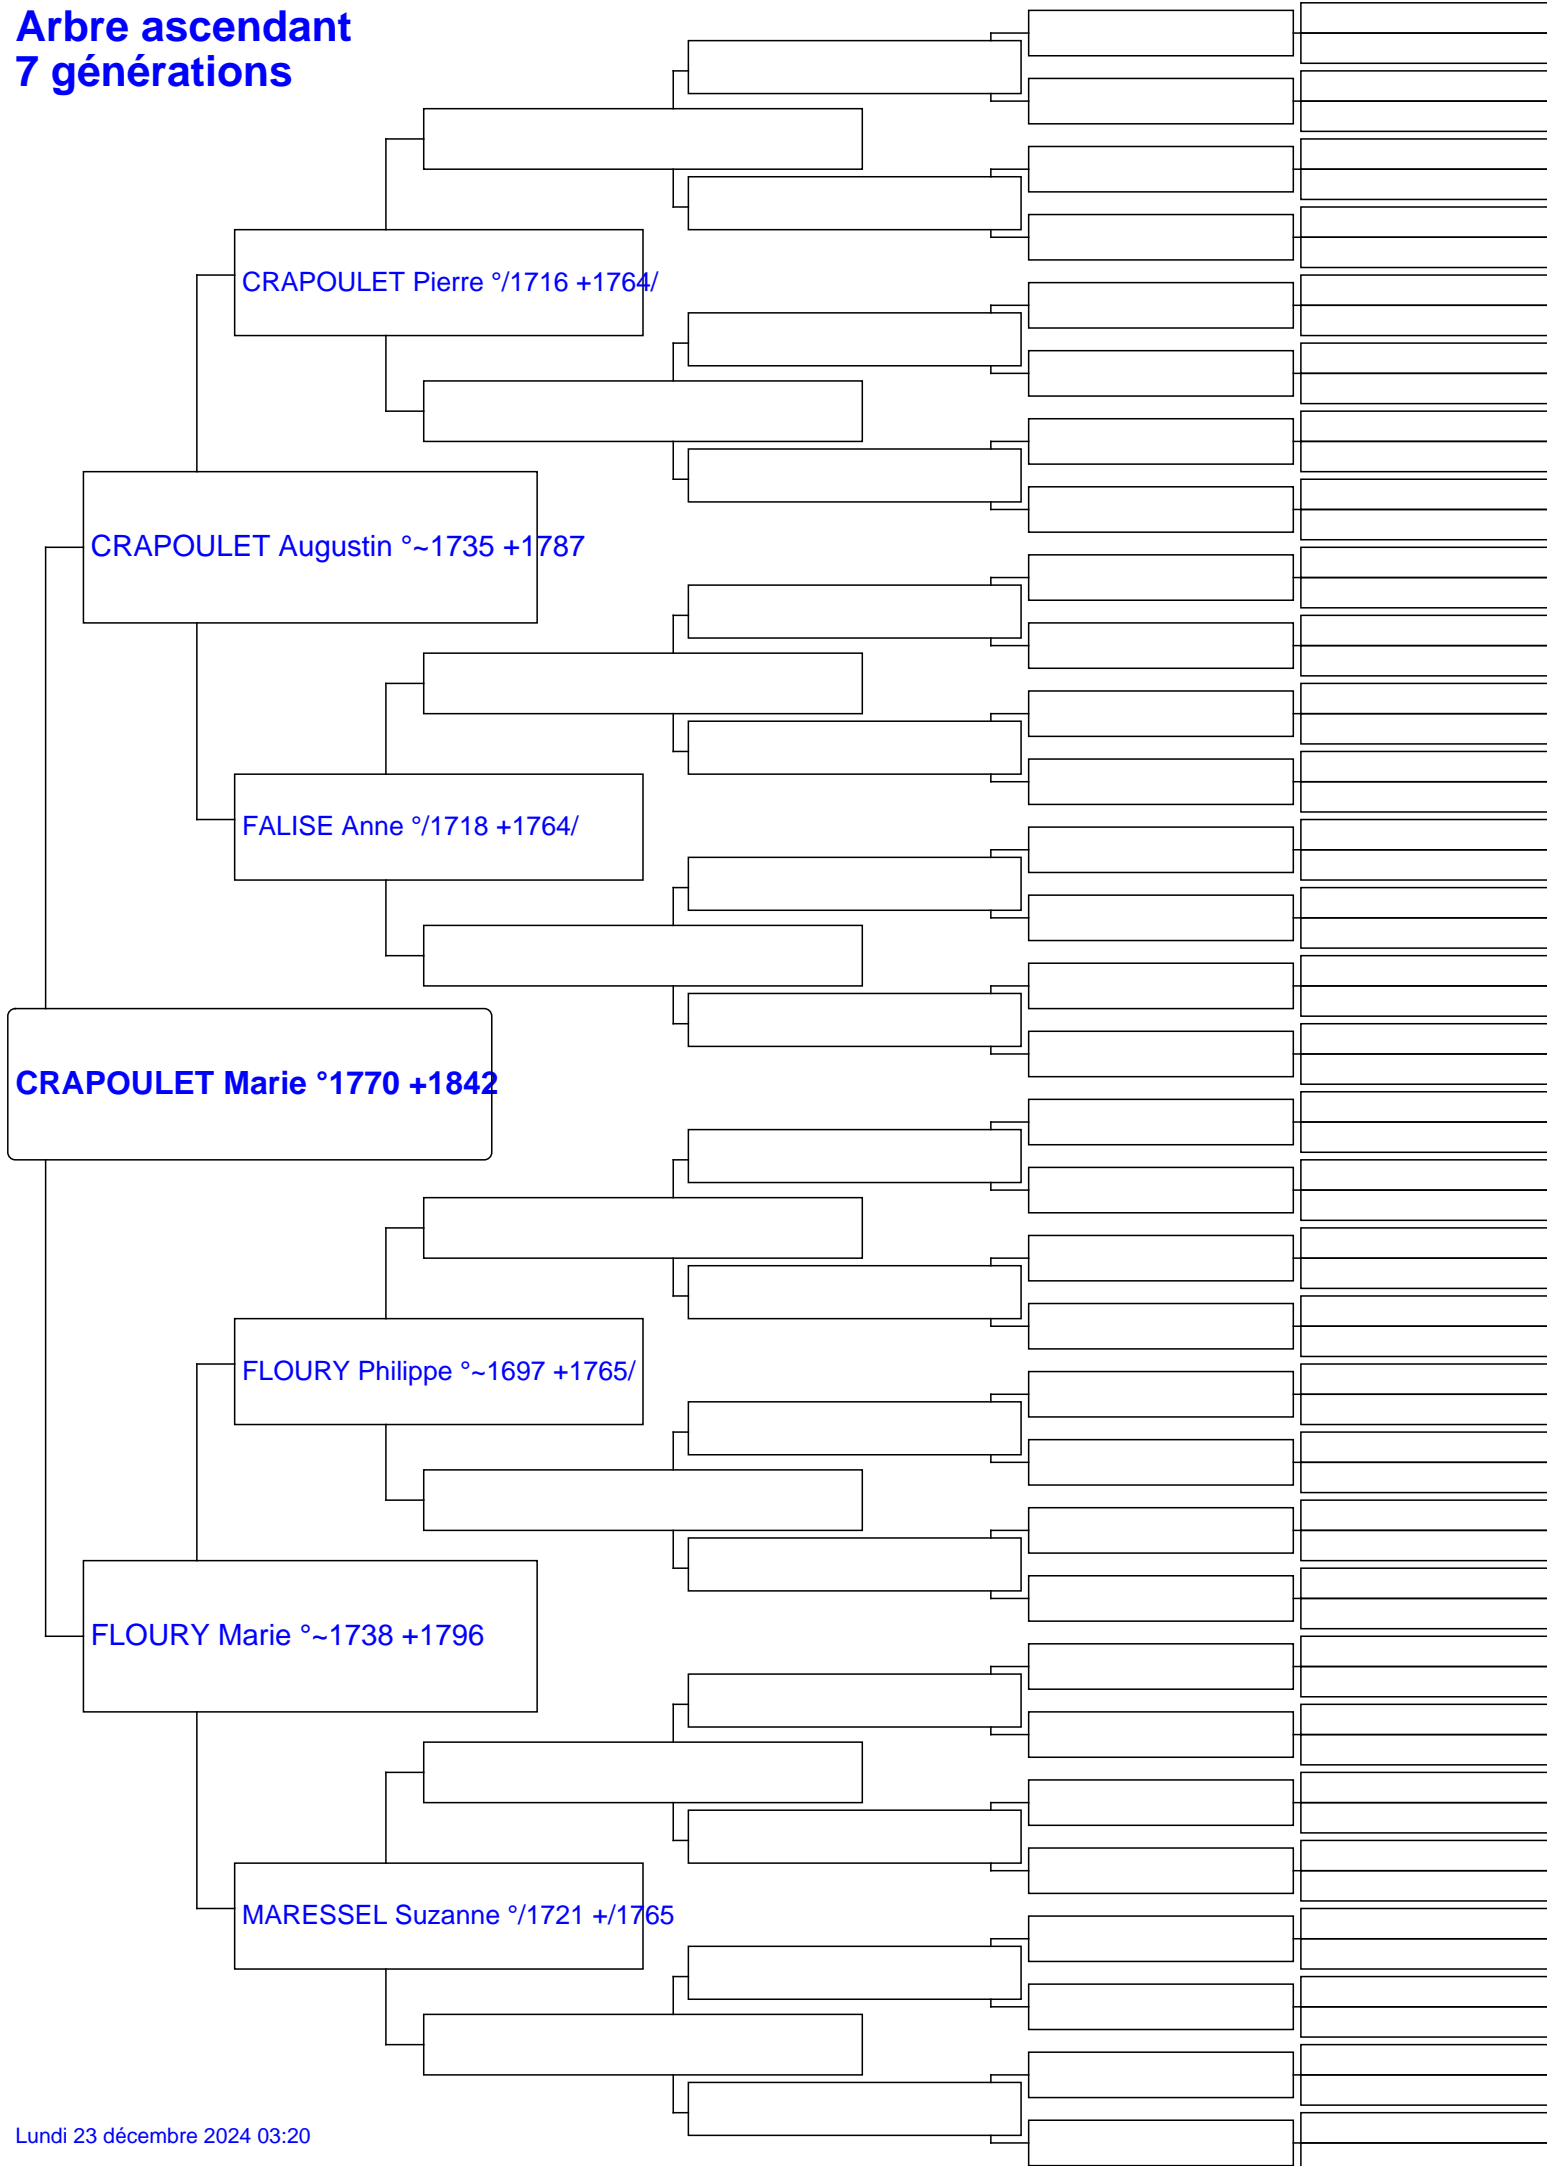 Arbre ascendant
7 générations
CRAPOULET Pierre °/1716 +1764/
CRAPOULET Augustin °~1735 +1787
FALISE Anne °/1718 +1764/
CRAPOULET Marie °1770 +1842
FLOURY Philippe °~1697 +1765/
FLOURY Marie °~1738 +1796
MARESSEL Suzanne °/1721 +/1765
Lundi 23 décembre 2024 03:20